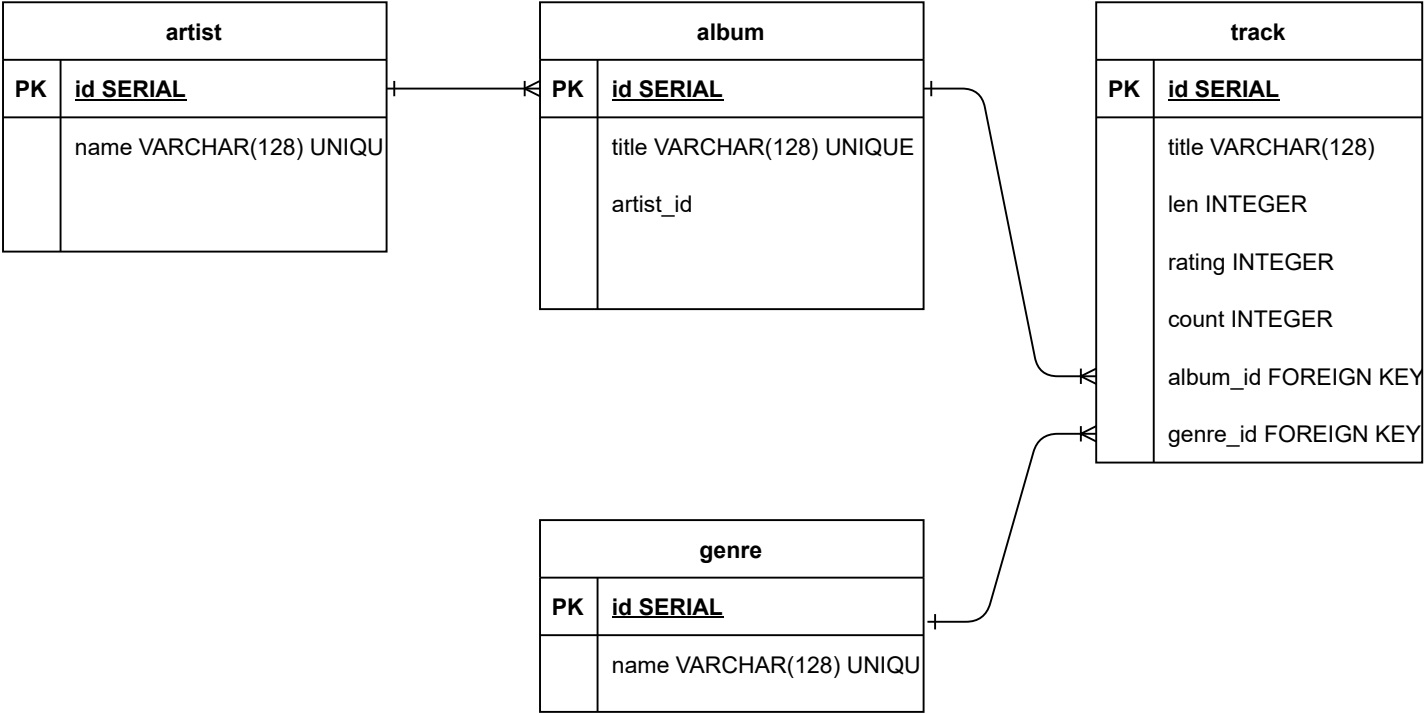 artist
PK id SERIAL
name VARCHAR(128) UNIQU
album
PK id SERIAL
title VARCHAR(128) UNIQUE
artist_id
track
PK id SERIAL
title VARCHAR(128)
len INTEGER
rating INTEGER
count INTEGER
album_id FOREIGN KEY
genre_id FOREIGN KEY
genre
PK id SERIAL
name VARCHAR(128) UNIQU